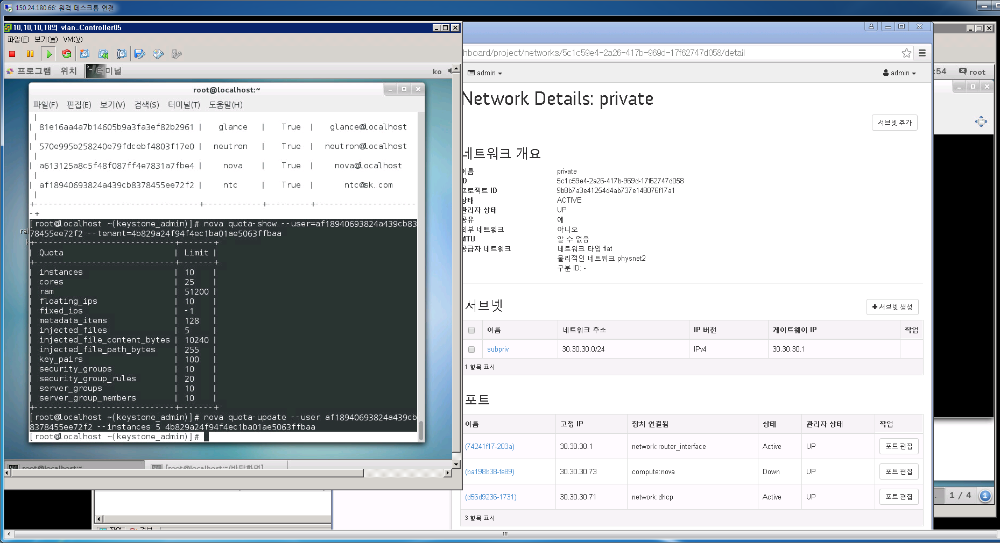 150.24.180.66: 원격 데스크톱 연결
10.10.10.18의 vlan_Controller05
파일(F) 보기(W) VM(V)
프로그램 위치 터미널 ko
root@localhost:~
파일(F) 편집(E) 보기(V) 검색(S) 터미널(T) 도움말(H)
|
| 81e16aa4a7b14605b9a3fa3ef82b2961 | glance | True | glance@localhost
|
| 570e995b258240e79fdcebf4803f17e0 | neutron | True | neutron@localhost
|
| a613125a8c5f48f087ff4e7831a7fbe4 | nova | True | nova@localhost
|
| af18940693824a439cb8378455ee72f2 | ntc | True | ntc@sk.com
|
+----------------------------------+------------+---------+---------------------
-+
[root@localhost ~(keystone_admin)]# nova quota-show --user=af18940693824a439cb83
78455ee72f2 --tenant=4b829a24f94f4ec1ba01ae5063ffbaa
+-----------------------------+-------+
| Quota | Limit |
+-----------------------------+-------+
| instances | 10 |
| cores | 25 |
| ram | 51200 |
| floating_ips | 10 |
| fixed_ips | -1 |
| metadata_items | 128 |
| injected_files | 5 |
| injected_file_content_bytes | 10240 |
| injected_file_path_bytes | 255 |
| key_pairs | 100 |
| security_groups | 10 |
| security_group_rules | 20 |
| server_groups | 10 |
| server_group_members | 10 |
+-----------------------------+-------+
[root@localhost ~(keystone_admin)]# nova quota-update --user af18940693824a439cb
8378455ee72f2 --instances 5 4b829a24f94f4ec1ba01ae5063ffbaa
[root@localhost ~(keystone_admin)]#
root@localhost:~ [root@localhost:~/바탕화면]
hboard/project/networks/5c1c59e4-2a26-417b-969d-17f62747d058/detail
admin admin
Network Details: private
서브넷 추가
네트워크 개요
이름 private
ID 5c1c59e4-2a26-417b-969d-17f62747d058
프로젝트 ID 9b8b7a3e41254d4ab737e148076f17a1
상태 ACTIVE
관리자 상태 UP
공유 예
외부 네트워크 아니오
MTU 알 수 없음
공급자 네트워크 네트워크 타입 flat
물리적인 네트워크 physnet2
구분 ID: -
서브넷
서브넷 생성
이름 네트워크 주소 IP 버전 게이트웨이 IP 작업
subpriv 30.30.30.0/24 IPv4 30.30.30.1
1 항목 표시
포트
이름 고정 IP 장치 연결됨 상태 관리자 상태 작업
(74241f17-203a) 30.30.30.1 network:router_interface Active UP 포트 편집
(ba198b38-fe89) 30.30.30.73 compute:nova Down UP 포트 편집
(d56d9236-1731) 30.30.30.71 network:dhcp Active UP 포트 편집
3 항목 표시
:54 root
1 / 4 1